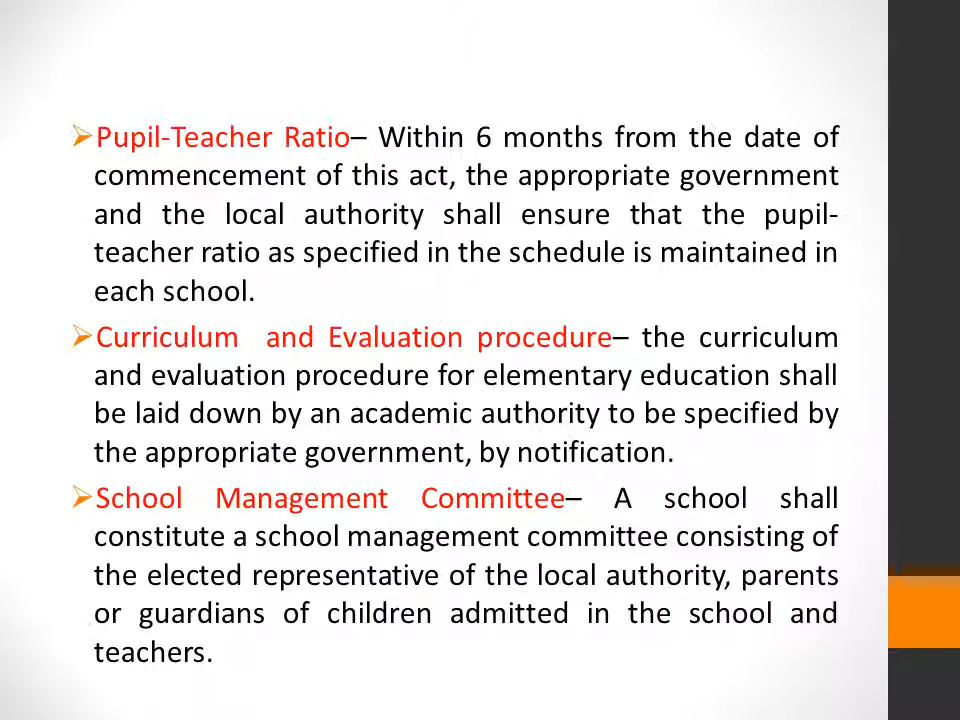 ➢Pupil-Teacher Ratio– Within 6 months from the date of
commencement of this act, the appropriate government
and the local authority shall ensure that the pupil-
teacher ratio as specified in the schedule is maintained in
each school.
➢Curriculum and Evaluation procedure– the curriculum
and evaluation procedure for elementary education shall
be laid down by an academic authority to be specified by
the appropriate government, by notification.
➢School Management Committee– A school shall
constitute a school management committee consisting of
the elected representative of the local authority, parents
or guardians of children admitted in the school and
teachers.